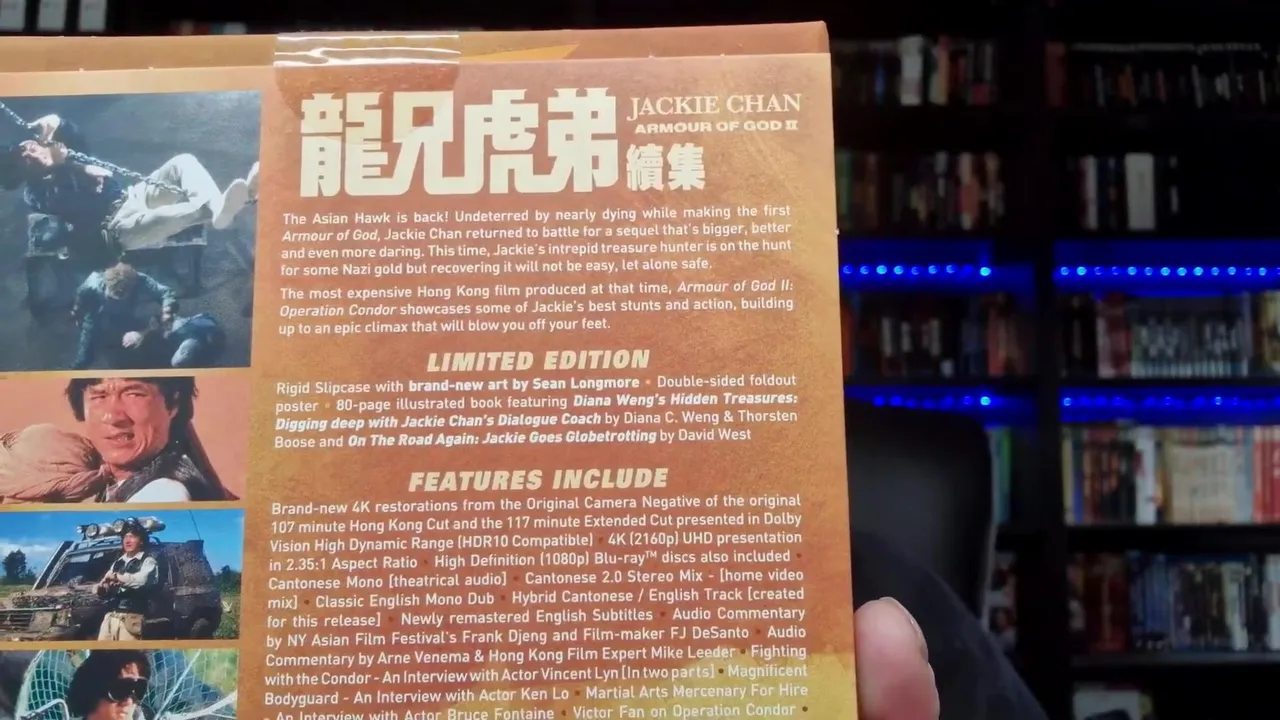 龍兄虎弟 JACKIE CHAN
ARMOUR OF GOD II
續集
The Asian Hawk is back! Undeterred by nearly dying while making the first
Armour of God, Jackie Chan returned to battle for a sequel that's bigger, better
and even more daring. This time, Jackie's intrepid treasure hunter is on the hunt
for some Nazi gold but recovering it will not be easy, let alone safe.
The most expensive Hong Kong film produced at that time, Armour of God II:
Operation Condor showcases some of Jackie's best stunts and action, building
up to an epic climax that will blow you off your feet.
LIMITED EDITION
Rigid Slipcase with brand-new art by Sean Longmore • Double-sided foldout
poster • 80-page illustrated book featuring Diana Weng's Hidden Treasures:
Digging deep with Jackie Chan's Dialogue Coach by Diana C. Weng & Thorsten
Boose and On The Road Again: Jackie Goes Globetrotting by David West
FEATURES INCLUDE
Brand-new 4K restorations from the Original Camera Negative of the original
107 minute Hong Kong Cut and the 117 minute Extended Cut presented in Dolby
Vision High Dynamic Range (HDR10 Compatible) • 4K (2160p) UHD presentation
in 2.35:1 Aspect Ratio • High Definition (1080p) Blu-ray™ discs also included •
Cantonese Mono [theatrical audio] • Cantonese 2.0 Stereo Mix - [home video
mix] • Classic English Mono Dub • Hybrid Cantonese / English Track [created
for this release] • Newly remastered English Subtitles • Audio Commentary
by NY Asian Film Festival's Frank Djeng and Film-maker FJ DeSanto • Audio
Commentary by Arne Venema & Hong Kong Film Expert Mike Leeder • Fighting
with the Condor - An Interview with Actor Vincent Lyn [In two parts] • Magnificent
Bodyguard - An Interview with Actor Ken Lo • Martial Arts Mercenary For Hire
- An Interview with Actor Bruce Fontaine • Victor Fan on Operation Condor •